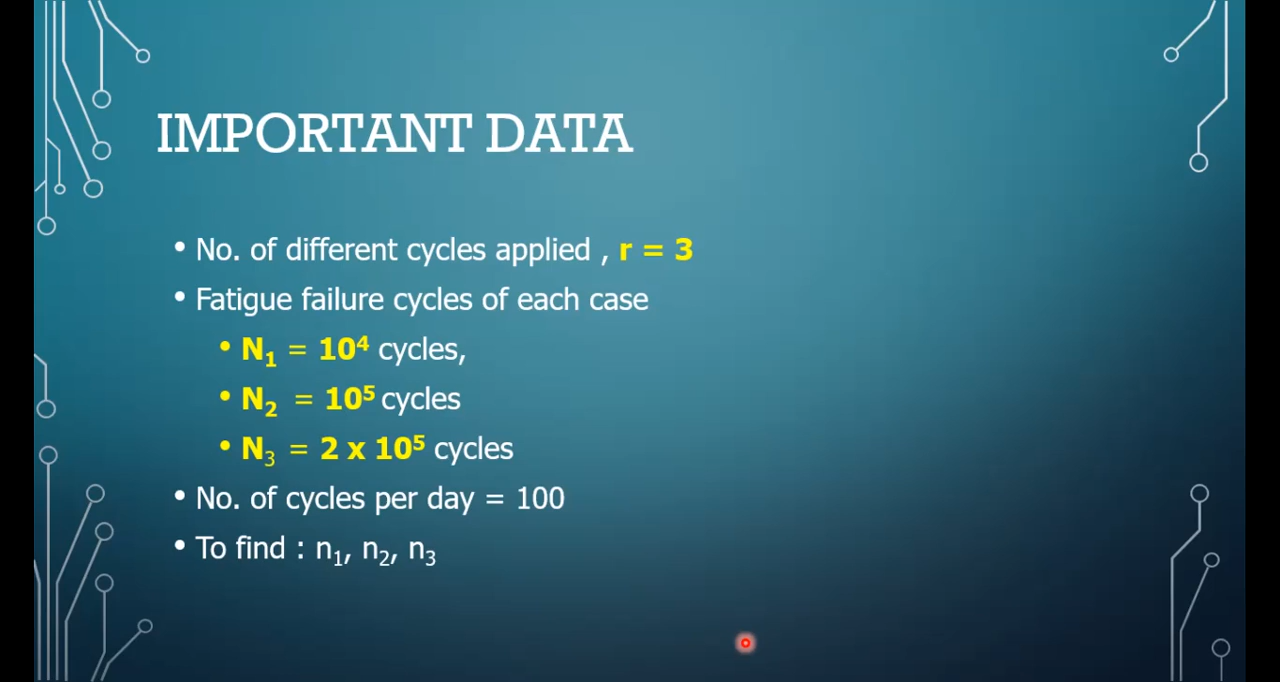 IMPORTANT DATA
• No. of different cycles applied , r = 3
• Fatigue failure cycles of each case
• N₁ = 10⁴ cycles,
• N₂ = 10⁵ cycles
• N₃ = 2 x 10⁵ cycles
• No. of cycles per day = 100
• To find : n₁, n₂, n₃